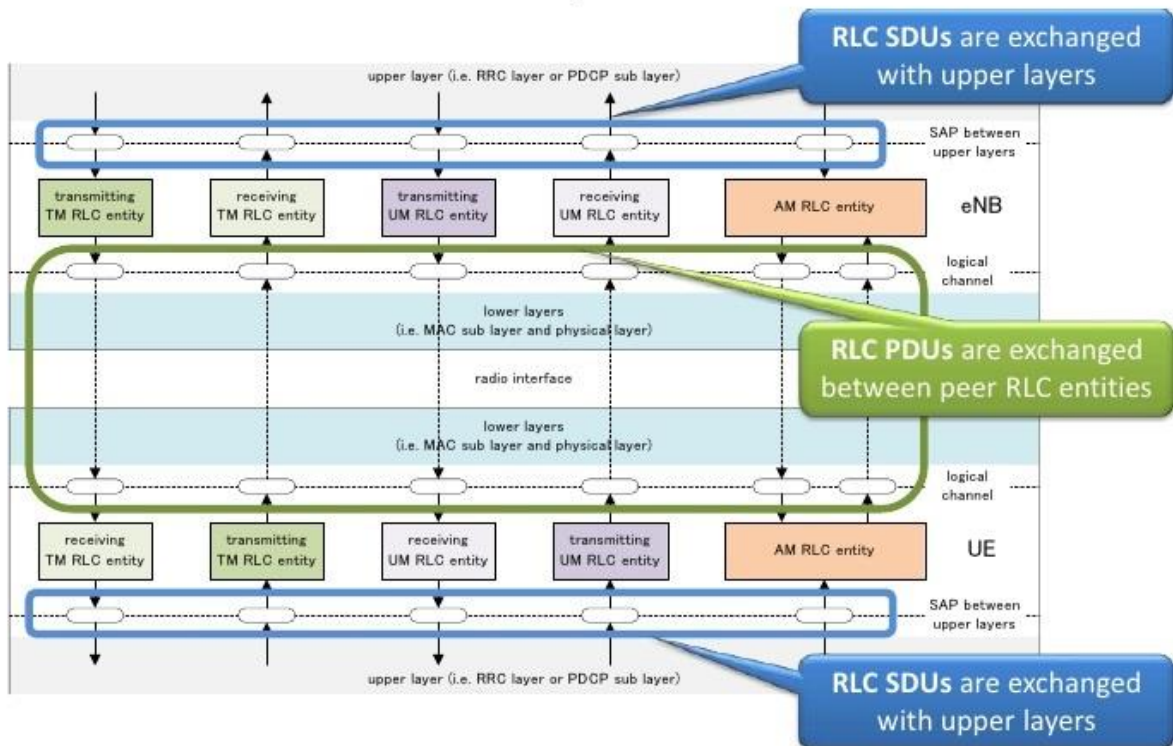 RLC SDUs are exchanged
with upper layers
upper layer (i.e. RRC layer or PDCP sub layer)
SAP between
upper layers
transmitting
TM RLC entity
receiving
TM RLC entity
transmitting
UM RLC entity
receiving
UM RLC entity
AM RLC entity
eNB
logical
channel
lower layers
(i.e. MAC sub layer and physical layer)
RLC PDUs are exchanged
between peer RLC entities
radio interface
lower layers
(i.e. MAC sub layer and physical layer)
logical
channel
receiving
TM RLC entity
transmitting
TM RLC entity
receiving
UM RLC entity
transmitting
UM RLC entity
AM RLC entity
UE
SAP between
upper layers
upper layer (i.e. RRC layer or PDCP sub layer)
RLC SDUs are exchanged
with upper layers